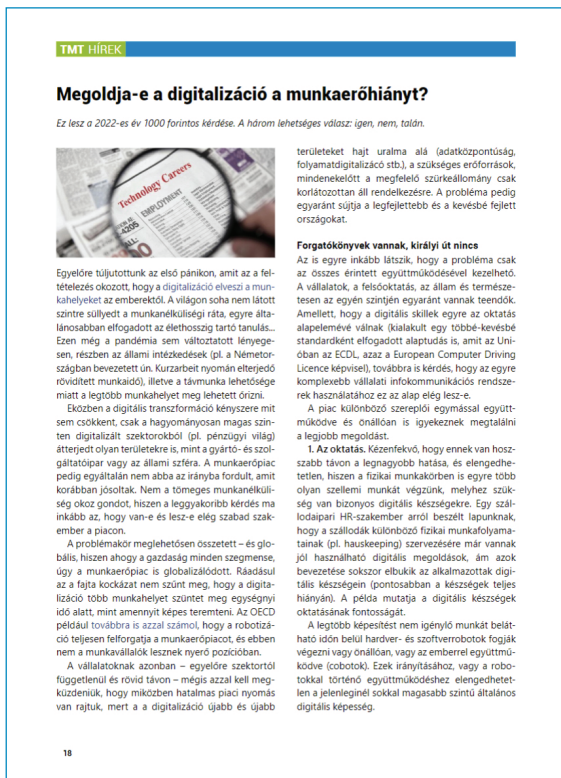 TMT HÍREK
Megoldja-e a digitalizáció a munkaerőhiányt?
Ez lesz a 2022-es év 1000 forintos kérdése. A három lehetséges válasz: igen, nem, talán.
Technology Careers
EMPLOYMENT
4205
Egyelőre túljutottunk az első pánikon, amit az a fel-
tételezés okozott, hogy a digitalizáció elveszi a mun-
kahelyeket az emberektől. A világon soha nem látott
szintre süllyedt a munkanélküliségi ráta, egyre álta-
lánosabban elfogadott az élethosszig tartó tanulás...
Ezen még a pandémia sem változtatott lényege-
sen, részben az állami intézkedések (pl. a Németor-
szágban bevezetett ún. Kurzarbeit nyomán elterjedő
rövidített munkaidő), illetve a távmunka lehetősége
miatt a legtöbb munkahelyet meg lehetett őrizni.
Eközben a digitális transzformáció kényszere mit
sem csökkent, csak a hagyományosan magas szin-
ten digitalizált szektorokból (pl. pénzügyi világ)
átterjedt olyan területekre is, mint a gyártó- és szol-
gáltatóipar vagy az állami szféra. A munkaerőpiac
pedig egyáltalán nem abba az irányba fordult, amit
korábban jósoltak. Nem a tömeges munkanélküli-
ség okoz gondot, hiszen a leggyakoribb kérdés ma
inkább az, hogy van-e és lesz-e elég szabad szak-
ember a piacon.
A problémakör meglehetősen összetett – és glo-
bális, hiszen ahogy a gazdaság minden szegmense,
úgy a munkaerőpiac is globalizálódott. Ráadásul
az a fajta kockázat nem szűnt meg, hogy a digita-
lizáció több munkahelyet szüntet meg egységnyi
idő alatt, mint amennyit képes teremteni. Az OECD
például továbbra is azzal számol, hogy a robotizá-
ció teljesen felforgatja a munkaerőpiacot, és ebben
nem a munkavállalók lesznek nyerő pozícióban.
A vállalatoknak azonban – egyelőre szektortól
függetlenül és rövid távon – mégis azzal kell meg-
küzdeniük, hogy miközben hatalmas piaci nyomás
van rajtuk, mert a a digitalizáció újabb és újabb
területeket hajt uralma alá (adatközpontúság,
folyamatdigitalizácó stb.), a szükséges erőforrások,
mindenekelőtt a megfelelő szürkeállomány csak
korlátozottan áll rendelkezésre. A probléma pedig
egyaránt sújtja a legfejlettebb és a kevésbé fejlett
országokat.
Forgatókönyvek vannak, királyi út nincs
Az is egyre inkább látszik, hogy a probléma csak
az összes érintett együttműködésével kezelhető.
A vállalatok, a felsőoktatás, az állam és természe-
tesen az egyén szintjén egyaránt vannak teendők.
Amellett, hogy a digitális skillek egyre az oktatás
alapelemévé válnak (kialakult egy többé-kevésbé
standardként elfogadott alaptudás is, amit az Uni-
óban az ECDL, azaz a European Computer Driving
Licence képvisel), továbbra is kérdés, hogy az egyre
komplexebb vállalati infokommunikációs rendsze-
rek használatához ez az alap elég lesz-e.
A piac különböző szereplői egymással együtt-
működve és önállóan is igyekeznek megtalálni
a legjobb megoldást.
1. Az oktatás. Kézenfekvő, hogy ennek van hosz-
szabb távon a legnagyobb hatása, és elengedhe-
tetlen, hiszen a fizikai munkakörben is egyre több
olyan szellemi munkát végzünk, melyhez szük-
ség van bizonyos digitális készségekre. Egy szál-
lodaipari HR-szakember arról beszélt lapunknak,
hogy a szállodák különböző fizikai munkafolyama-
tainak (pl. hauskeeping) szervezésére már vannak
jól használható digitális megoldások, ám azok
bevezetése sokszor elbukik az alkalmazottak digi-
tális készségein (pontosabban a készségek teljes
hiányán). A példa mutatja a digitális készségek
oktatásának fontosságát.
A legtöbb képesítést nem igénylő munkát belát-
ható időn belül hardver- és szoftverrobotok fogják
végezni vagy önállóan, vagy az emberrel együttmű-
ködve (cobotok). Ezek irányításához, vagy a robo-
tokkal történő együttműködéshez elengedhetet-
len a jelenleginél sokkal magasabb szintű általános
digitális képesség.
18